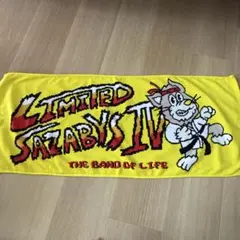 LIMITED
SAZABYS IV
THE BAND OF LIFE